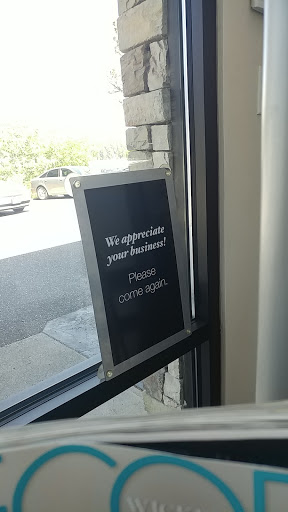 We appreciate
your business!
Please
come again.